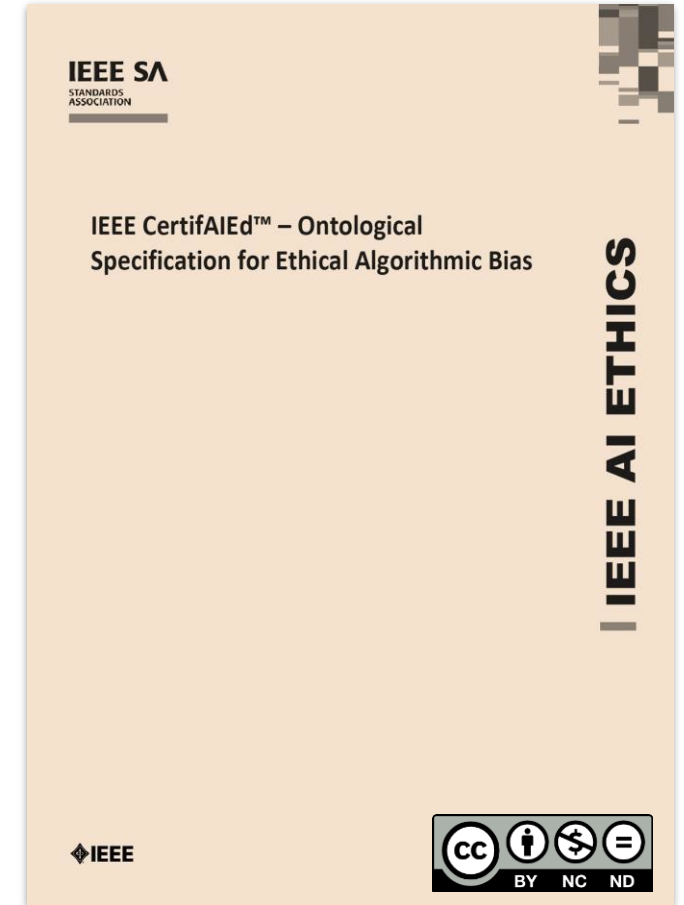 IEEE SA
STANDARDS
ASSOCIATION
IEEE CertifAIEd™ – Ontological
Specification for Ethical Algorithmic Bias
IEEE AI ETHICS
IEEE
cc
BY NC ND